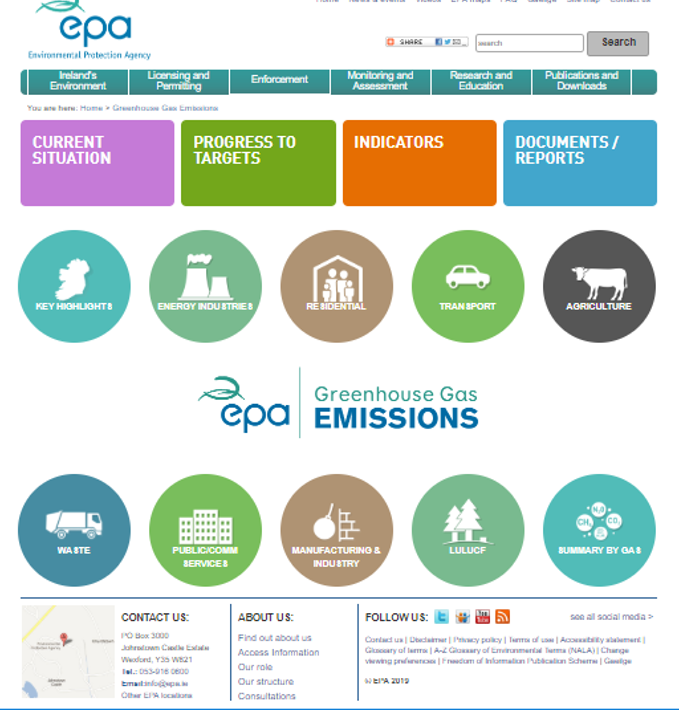 Home News & events Videos EPA maps FAQ Gaeilge Site map Contact us
epa
Environmental Protection Agency
SHARE
search
Search
Ireland's Environment
Licensing and Permitting
Enforcement
Monitoring and Assessment
Research and Education
Publications and Downloads
You are here: Home > Greenhouse Gas Emissions
CURRENT
SITUATION
PROGRESS TO
TARGETS
INDICATORS
DOCUMENTS /
REPORTS
KEY HIGHLIGHTS
ENERGY INDUSTRIES
RESIDENTIAL
TRANSPORT
AGRICULTURE
epa
Greenhouse Gas
EMISSIONS
WASTE
PUBLIC/COMM
SERVICES
MANUFACTURING &
INDUSTRY
LULUCF
N₂O
CH₄ CO₂
SUMMARY BY GAS
CONTACT US:
PO Box 3000
Johnstown Castle Estate
Wexford, Y35 W821
Tel.: 053-916 0600
Email:info@epa.ie
Other EPA locations
ABOUT US:
Find out about us
Access Information
Our role
Our structure
Consultations
FOLLOW US:
You
Tube
see all social media >
Contact us | Disclaimer | Privacy policy | Terms of use | Accessibility statement |
Glossary of terms | A-Z Glossary of Environmental Terms (NALA) | Change
viewing preferences | Freedom of Information Publication Scheme | Gaeilge
© EPA 2019